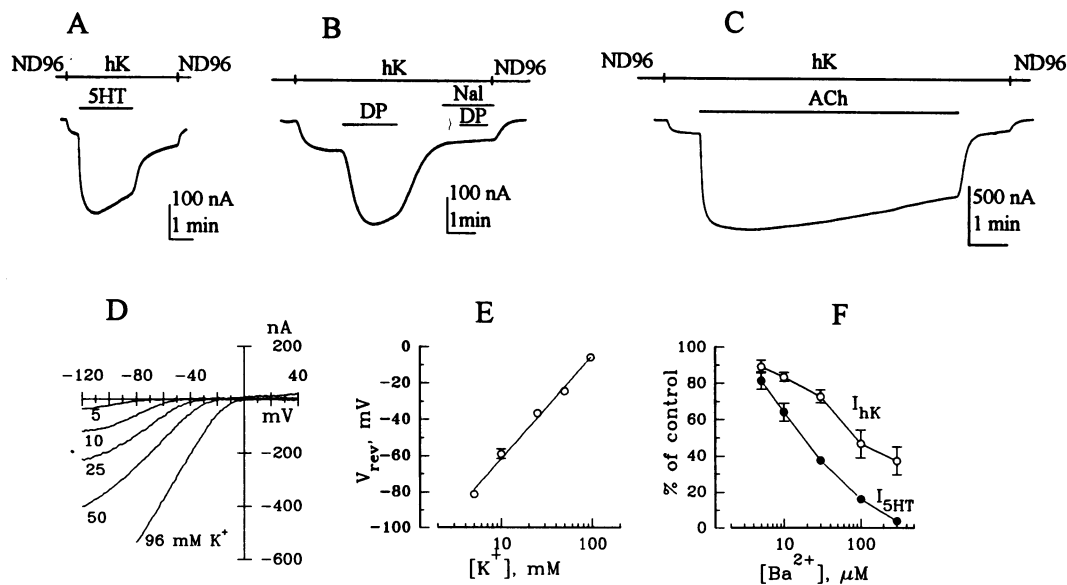 A
ND96 hK ND96
5HT
100 nA
1 min
B
hK ND96
DP Nal
DP
100 nA
1min
C
ND96 hK ND96
ACh
500 nA
1 min
D
nA
200
-120 -80 -40 40
mV
5
10
25
50
96 mM K+
-200
-400
-600
E
0
-20
-40
-60
-80
-100
Vrev, mV
10 100
[K+], mM
F
100
80
60
40
20
0
% of control
IhK
I5HT
10 100
[Ba2+], μM